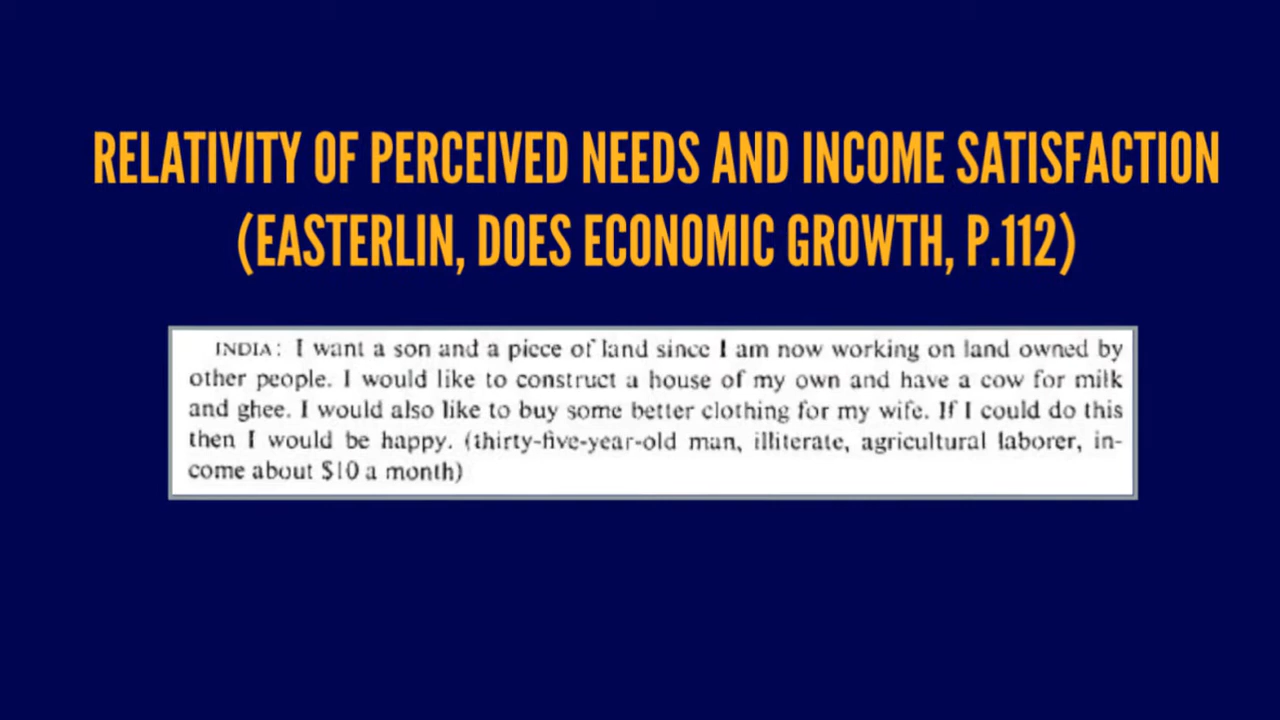 RELATIVITY OF PERCEIVED NEEDS AND INCOME SATISFACTION
(EASTERLIN, DOES ECONOMIC GROWTH, P.112)
INDIA: I want a son and a piece of land since I am now working on land owned by
other people. I would like to construct a house of my own and have a cow for milk
and ghee. I would also like to buy some better clothing for my wife. If I could do this
then I would be happy. (thirty-five-year-old man, illiterate, agricultural laborer, in-
come about $10 a month)